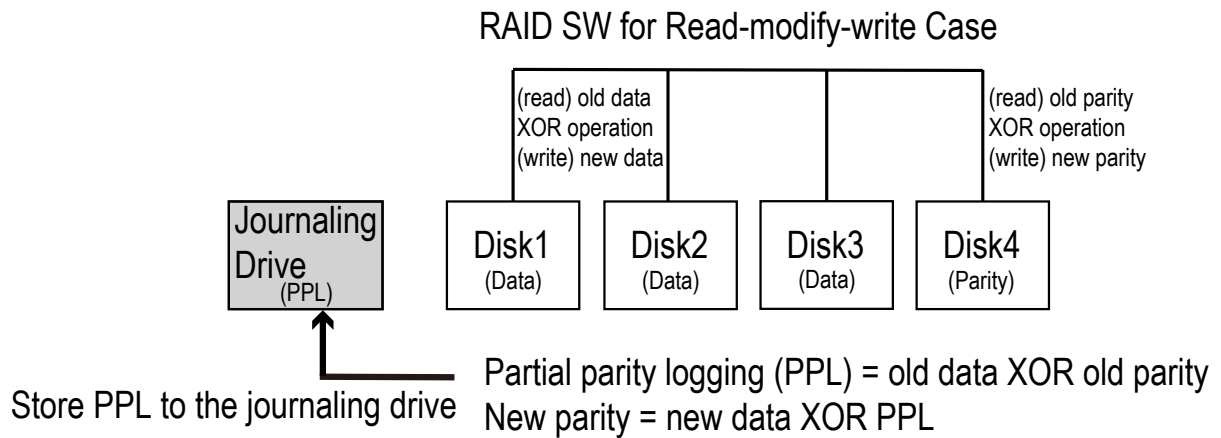 RAID SW for Read-modify-write Case
(read) old data
XOR operation
(write) new data
(read) old parity
XOR operation
(write) new parity
Journaling
Drive
(PPL)
Disk1
(Data)
Disk2
(Data)
Disk3
(Data)
Disk4
(Parity)
Store PPL to the journaling drive
Partial parity logging (PPL) = old data XOR old parity
New parity = new data XOR PPL